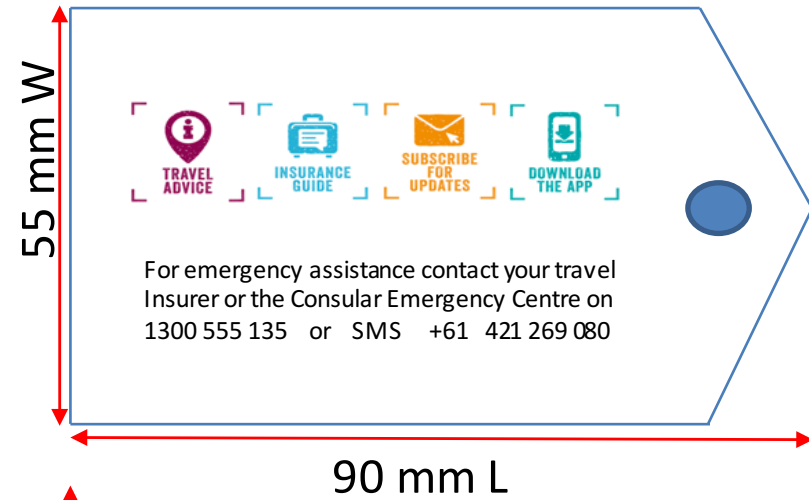 55 mm W
TRAVEL
ADVICE
INSURANCE
GUIDE
SUBSCRIBE
FOR
UPDATES
DOWNLOAD
THE APP
For emergency assistance contact your travel
Insurer or the Consular Emergency Centre on
1300 555 135 or SMS +61 421 269 080
90 mm L